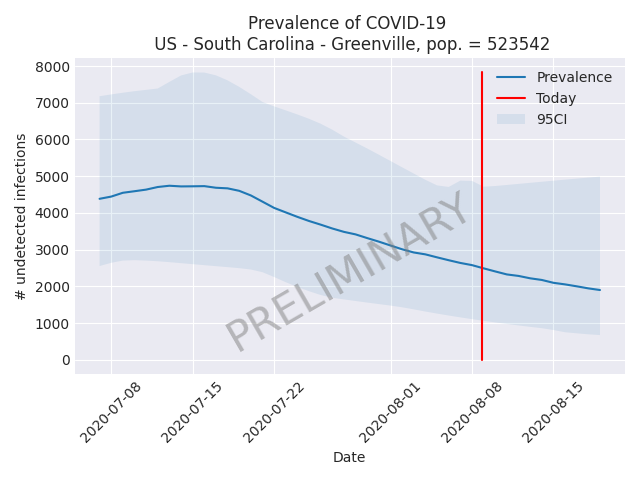 Prevalence of COVID-19
US - South Carolina - Greenville, pop. = 523542
8000
7000
6000
5000
4000
3000
2000
1000
0
# undetected infections
Prevalence
Today
95CI
PRELIMINARY
2020-07-08
2020-07-15
2020-07-22
2020-08-01
2020-08-08
2020-08-15
Date